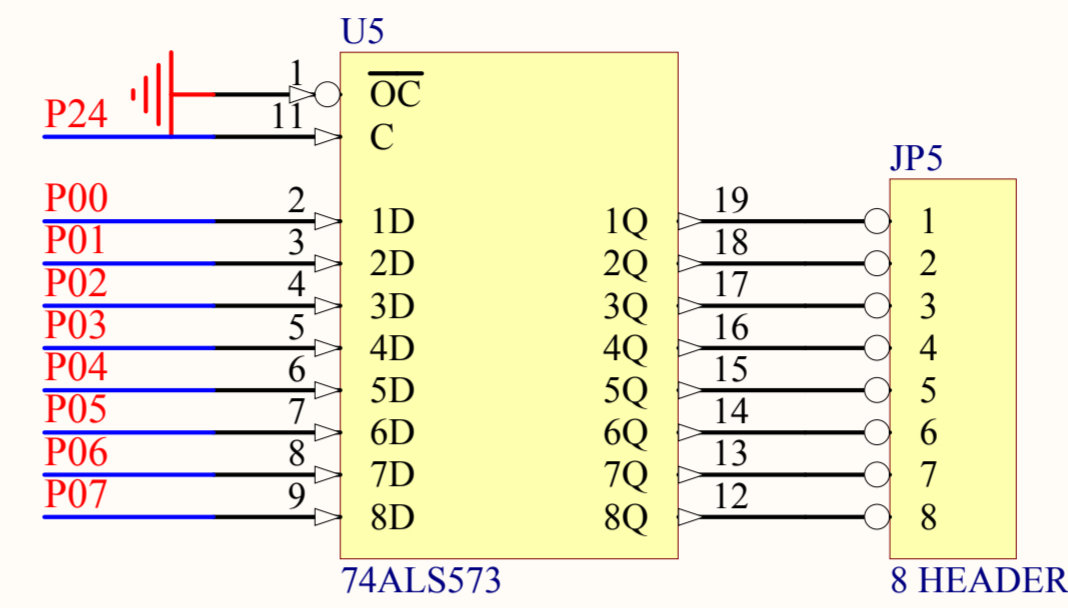 U5
1
OC
P24
11
C
JP5
P00
2
1D
1Q
19
1
P01
3
2D
2Q
18
2
P02
4
3D
3Q
17
3
P03
5
4D
4Q
16
4
P04
6
5D
5Q
15
5
P05
7
6D
6Q
14
6
P06
8
7D
7Q
13
7
P07
9
8D
8Q
12
8
74ALS573
8 HEADER